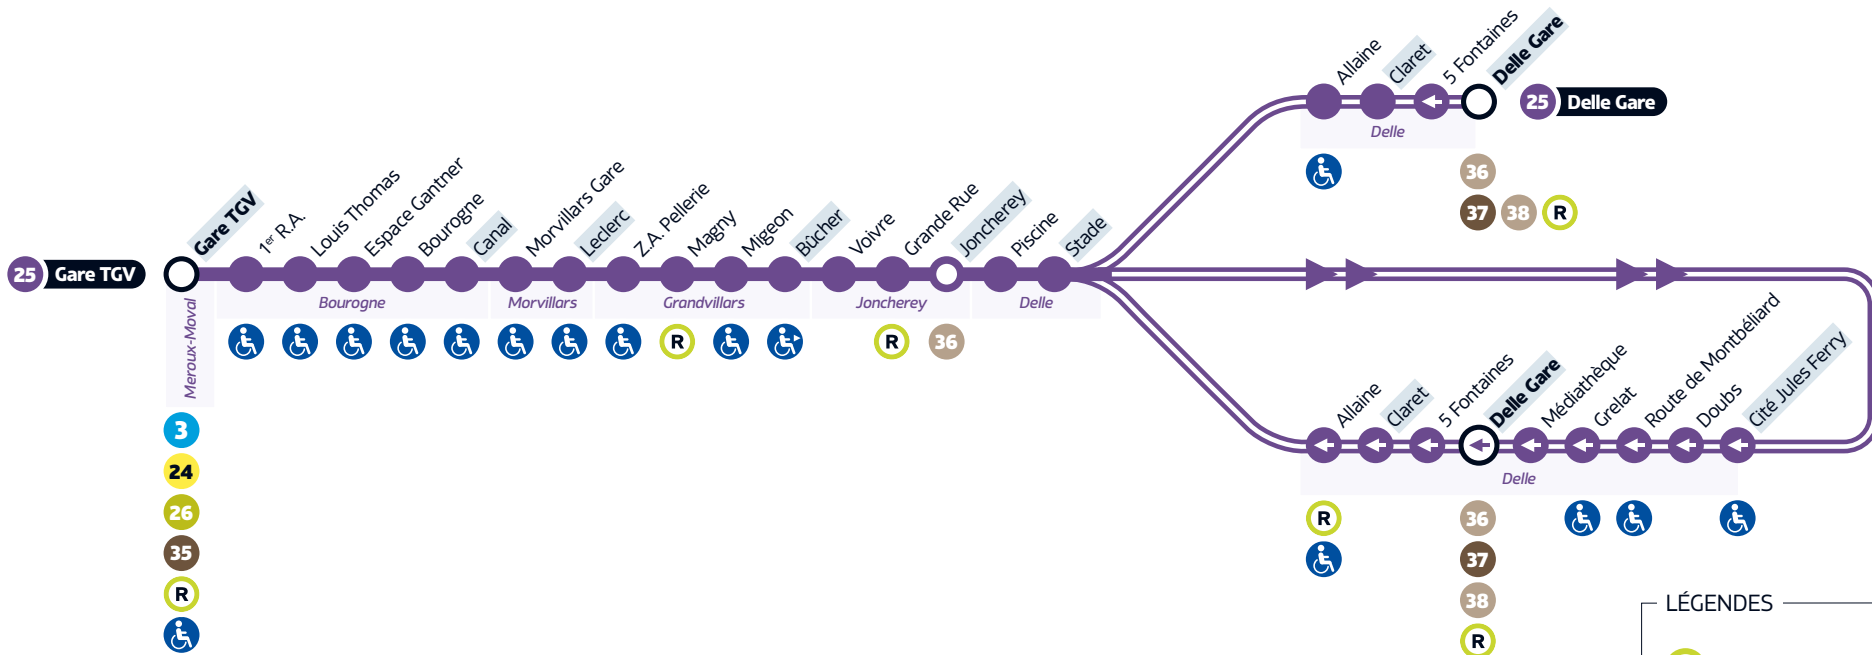 Allaine
Claret
5 Fontaines
Delle Gare
25 Delle Gare
Delle
36
37 38 R
25 Gare TGV
Gare TGV
1er R.A.
Louis Thomas
Espace Gantner
Bourogne
Canal
Morvillars Gare
Leclerc
Z.A. Pellerie
Magny
Migeon
Bûcher
Voivre
Grande Rue
Joncherey
Piscine
Stade
Meroux-Moval
Bourogne
Morvillars
Grandvillars
Joncherey
Delle
R
R
36
3
24
26
35
R
Allaine
Claret
5 Fontaines
Delle Gare
Médiathèque
Grelat
Route de Montbéliard
Doubs
Cité Jules Ferry
Delle
R
36
37
38
R
LÉGENDES